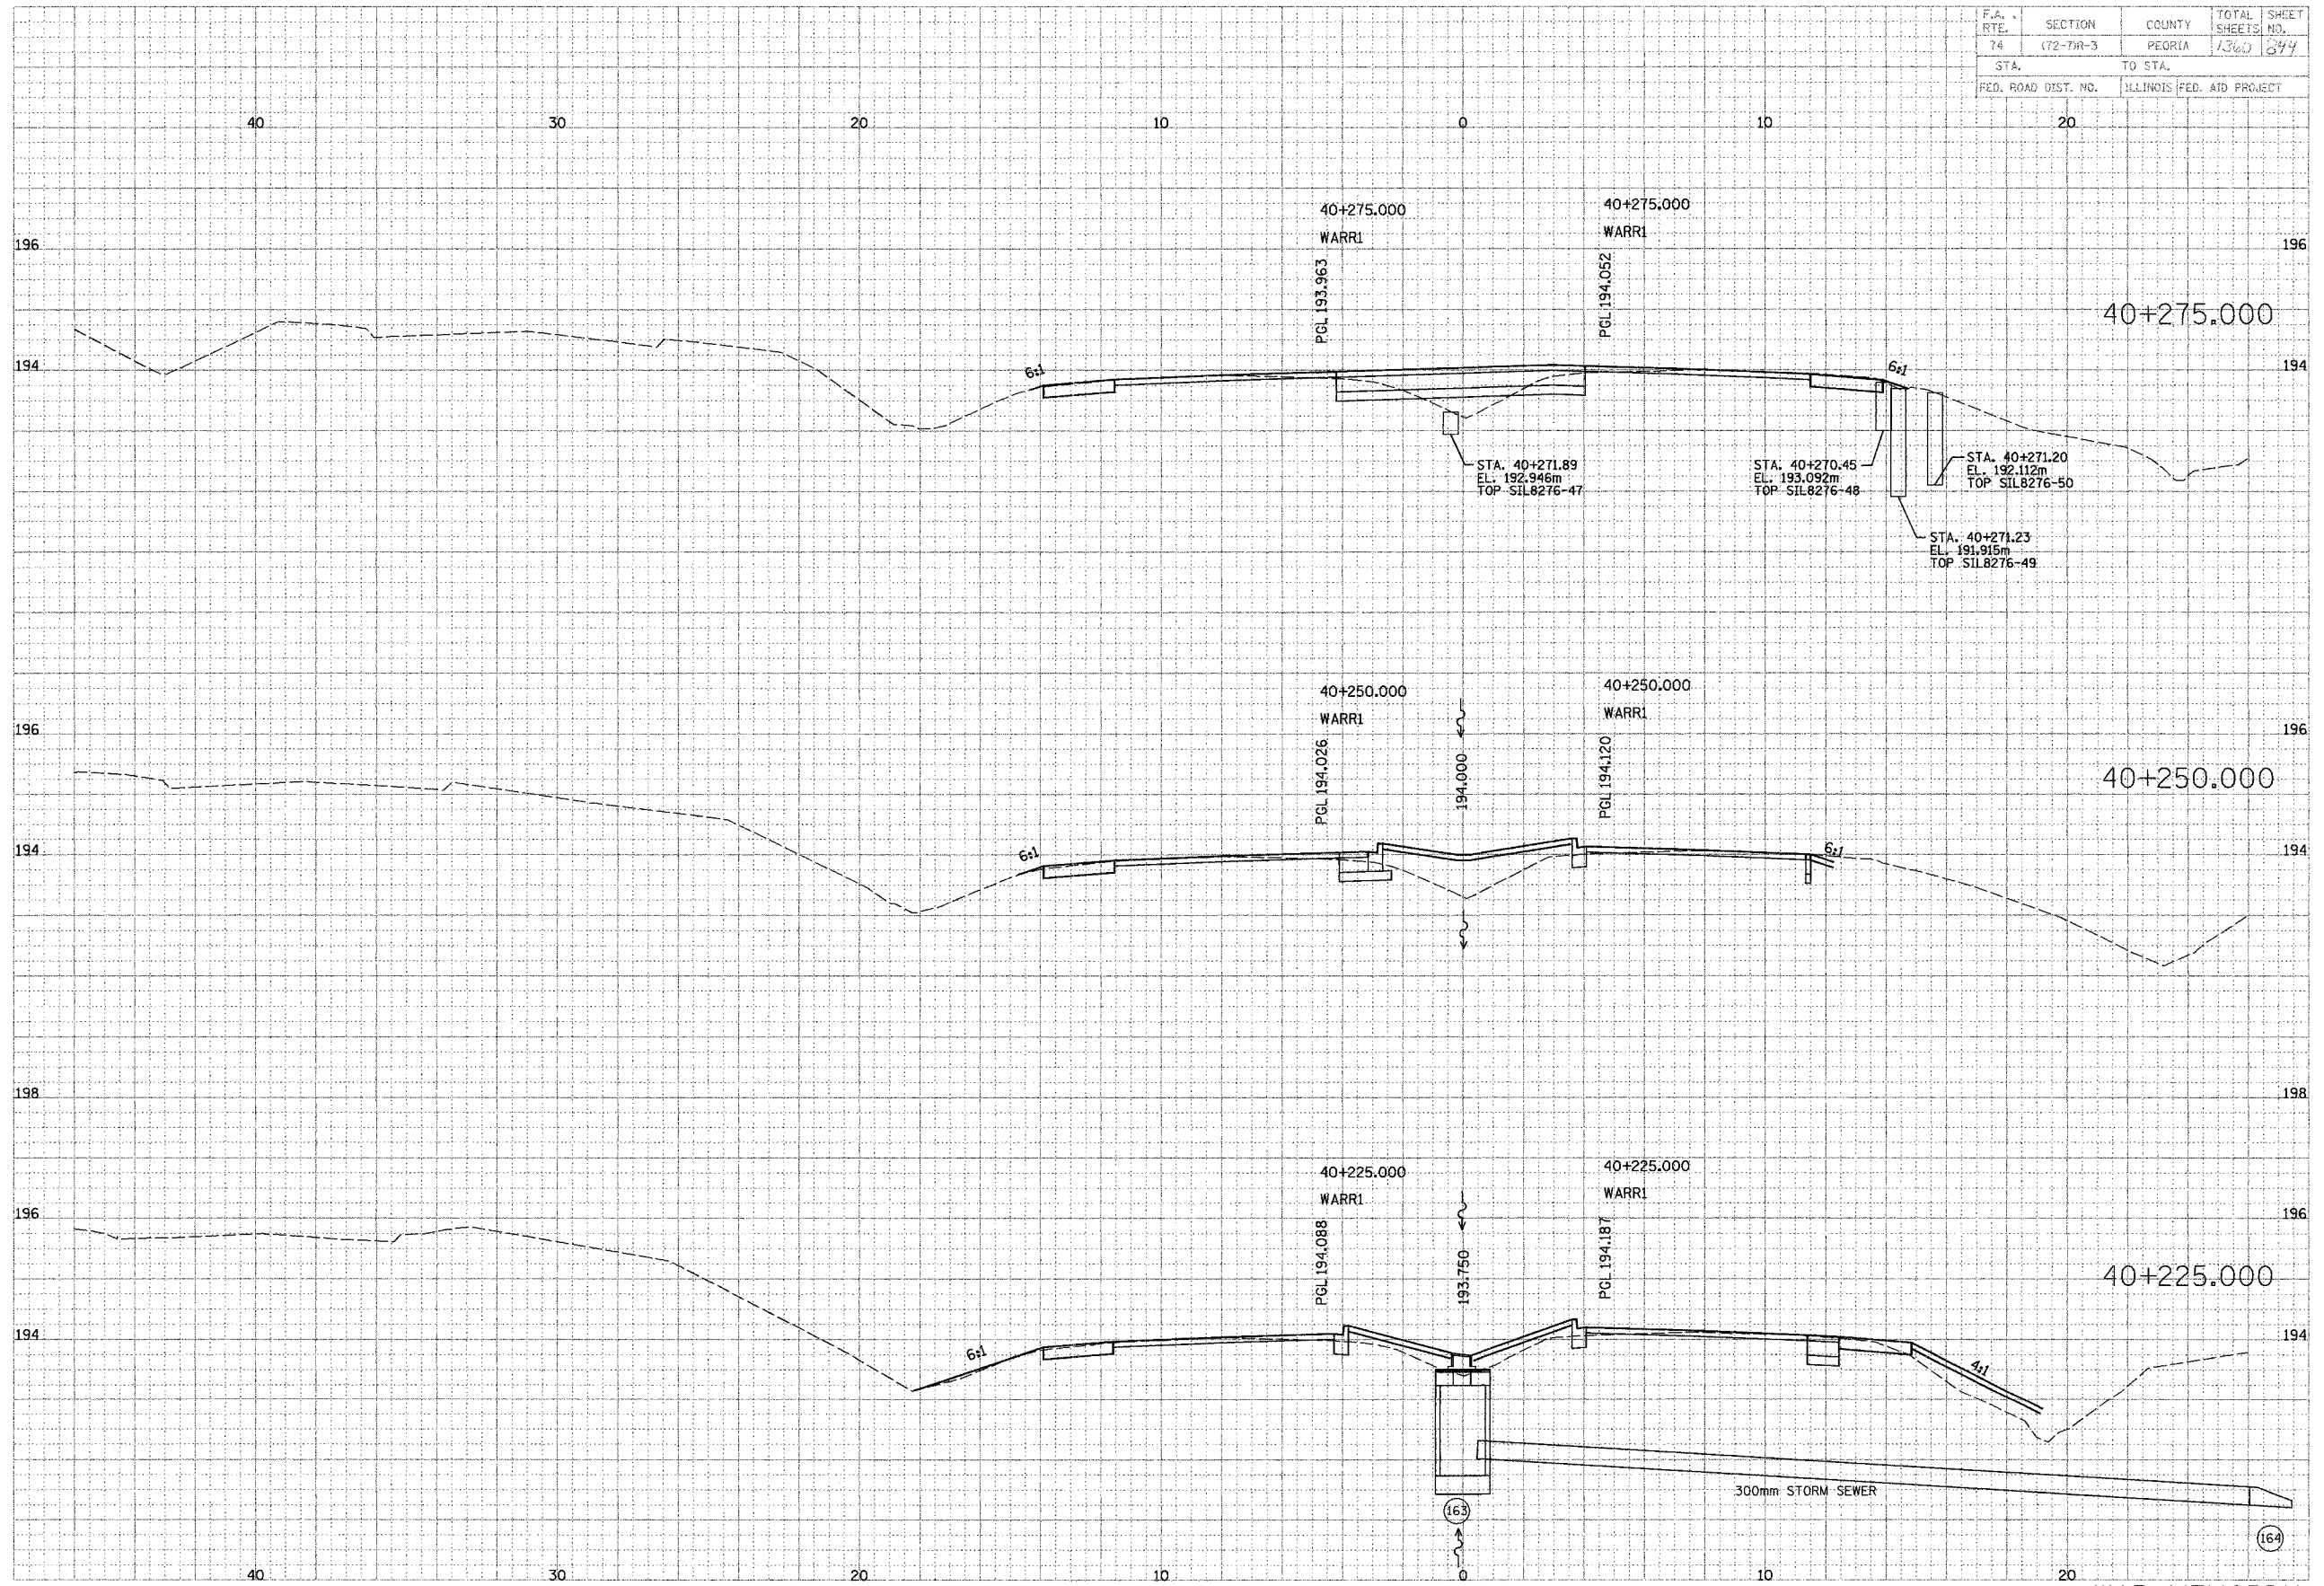 F.A. RTE. SECTION COUNTY TOTAL SHEETS SHEET NO.
74 (72-7)R-3 PEORIA 1360 844
STA. TO STA.
FED. ROAD DIST. NO. ILLINOIS FED. AID PROJECT
40 30 20 10 0 10 20
40+275.000 40+275.000
WARR1 WARR1
196 196
PGL 193.963 PGL 194.052
40+275.000
194 194
6:1 6:1
STA. 40+271.89
EL. 192.946m
TOP SIL8276-47
STA. 40+270.45
EL. 193.092m
TOP SIL8276-48
STA. 40+271.20
EL. 192.112m
TOP SIL8276-50
STA. 40+271.23
EL. 191.915m
TOP SIL8276-49
40+250.000 40+250.000
WARR1 WARR1
196 196
PGL 194.026 194.000 PGL 194.120
40+250.000
194 194
6:1 6:1
198 198
40+225.000 40+225.000
WARR1 WARR1
196 196
PGL 194.088 193.750 PGL 194.187
40+225.000
194 194
6:1 4:1
300mm STORM SEWER
163
164
40 30 20 10 0 10 20